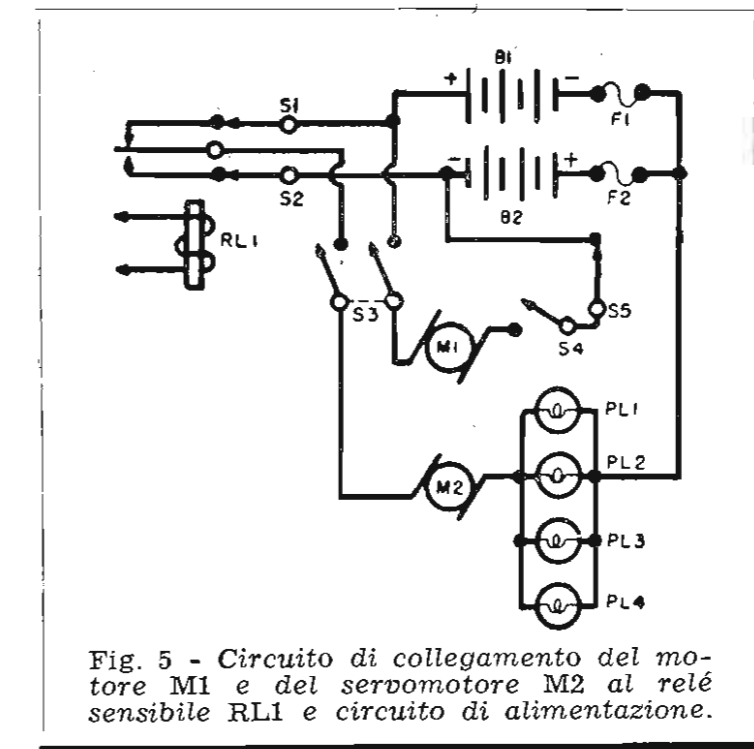 B1
+ -
S1
F1
- +
S2
F2
B2
RL1
S3
M1
S4
S5
PL1
PL2
M2
PL3
PL4
Fig. 5 - Circuito di collegamento del mo-
tore M1 e del servomotore M2 al relé
sensibile RL1 e circuito di alimentazione.